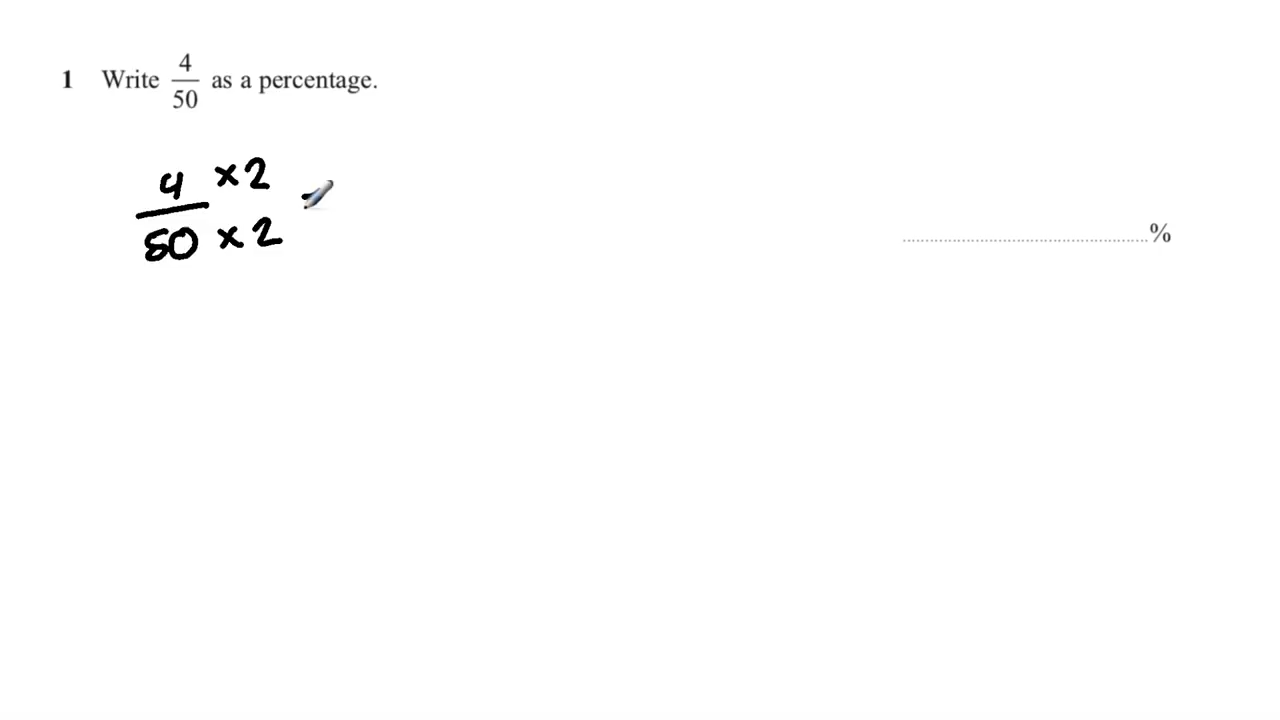 1 Write 4/50 as a percentage.
4 × 2
50 × 2
........................................................%